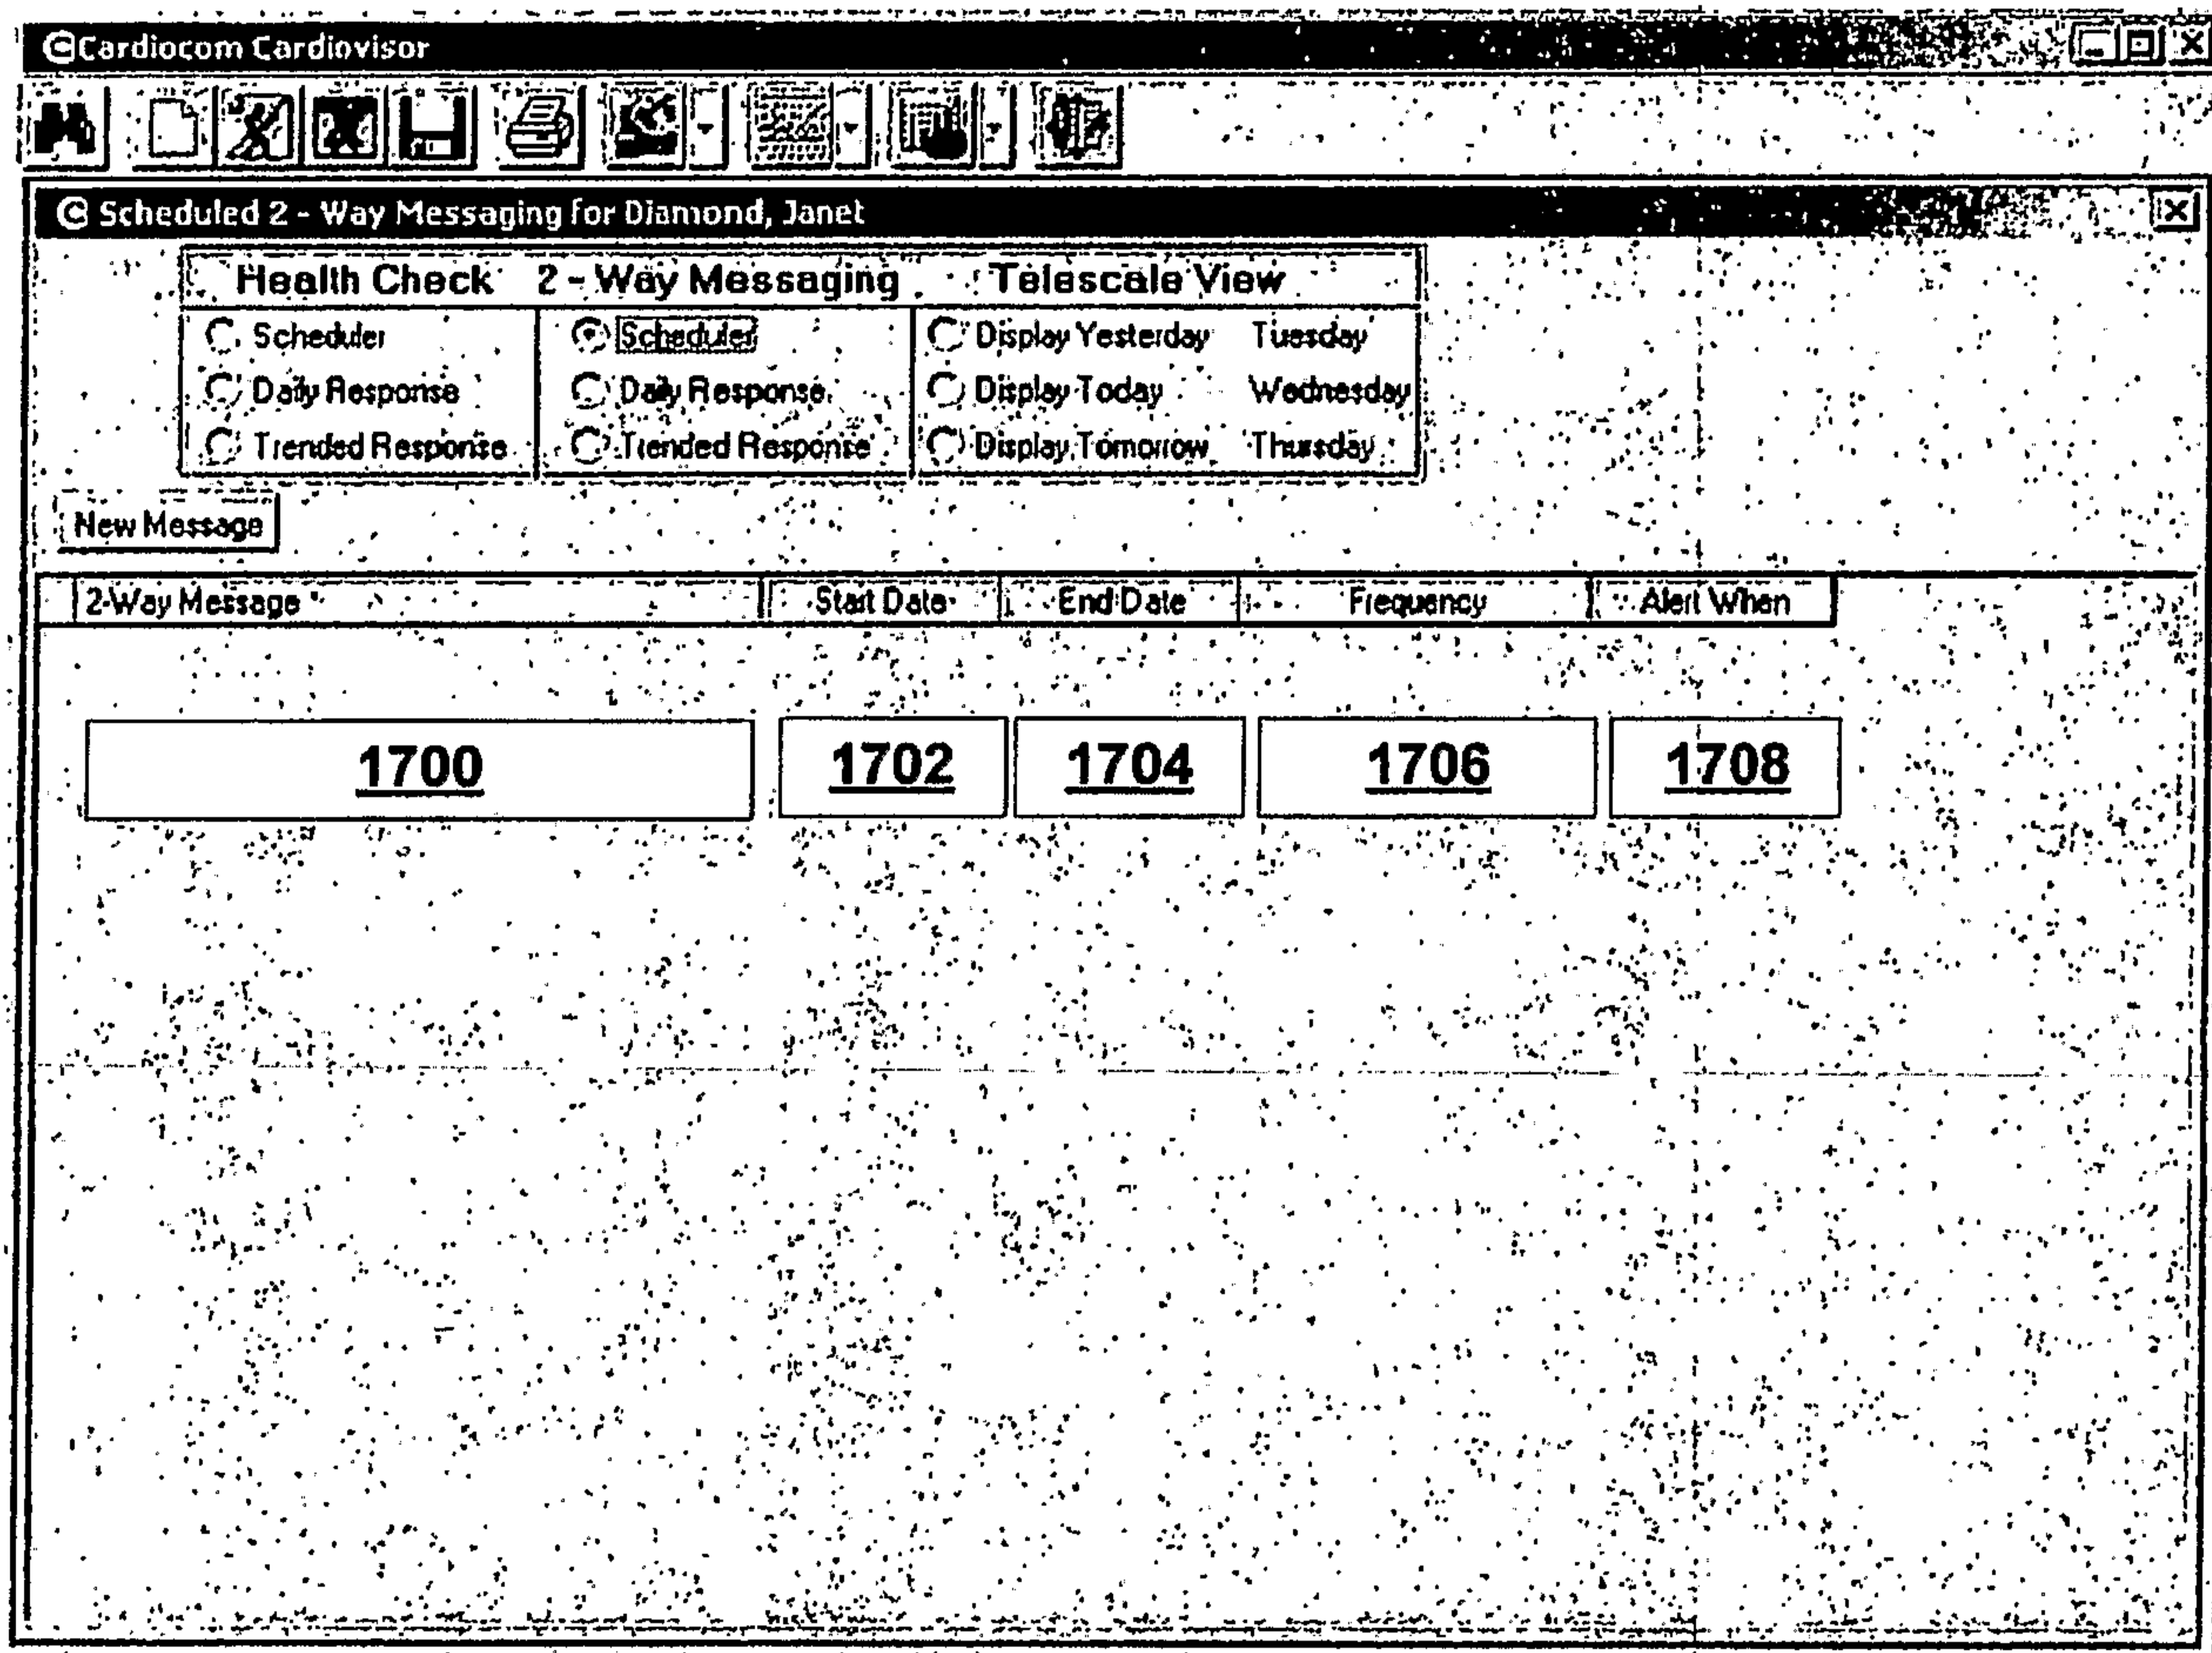 Cardiocom Cardiovisor
Scheduled 2 - Way Messaging for Diamond, Janet
Health Check 2 - Way Messaging Telescale View
Scheduler Scheduler Display Yesterday Tuesday
Daily Response Daily Response Display Today Wednesday
Trended Response Trended Response Display Tomorrow Thursday
New Message
2-Way Message Start Date End Date Frequency Alert When
1700 1702 1704 1706 1708